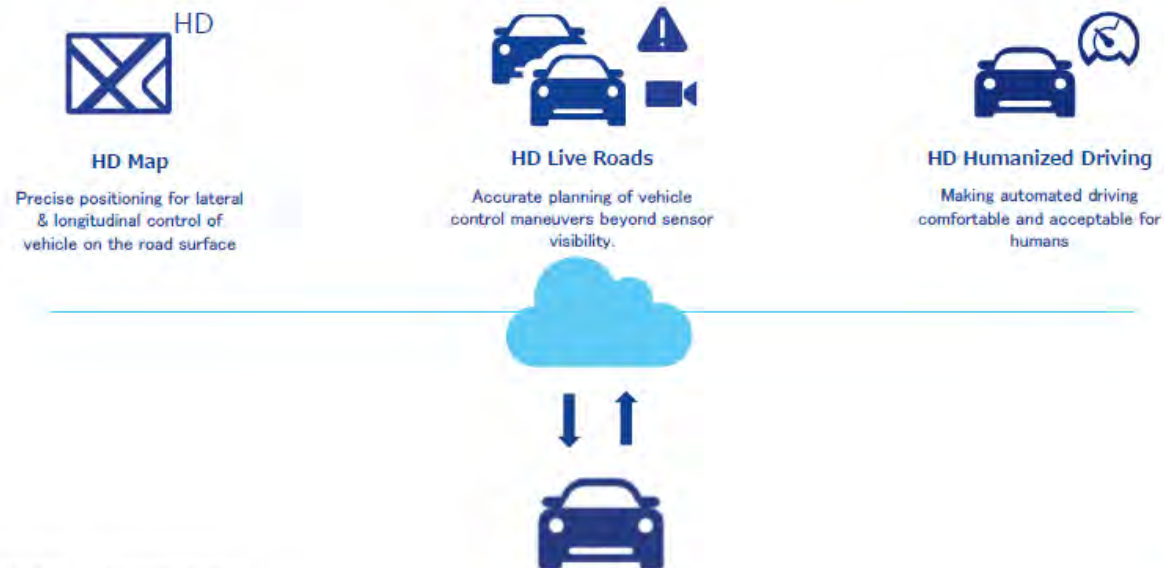 HD
HD Map
Precise positioning for lateral
& longitudinal control of
vehicle on the road surface
HD Live Roads
Accurate planning of vehicle
control maneuvers beyond sensor
visibility.
HD Humanized Driving
Making automated driving
comfortable and acceptable for
humans